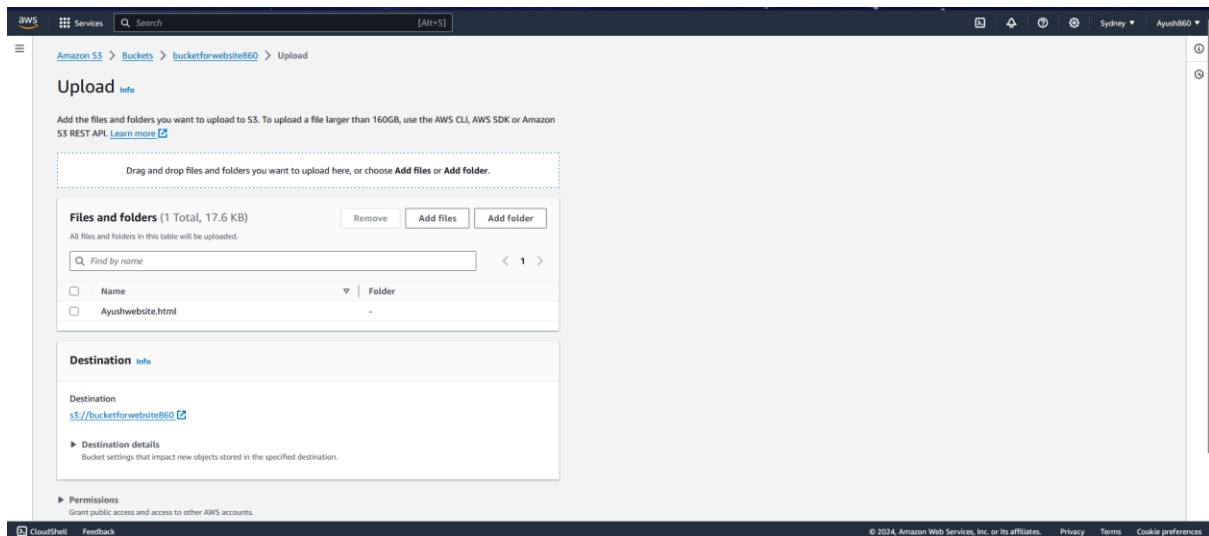 aws Services Search [Alt+S] Sydney ▼ Ayush860 ▼
Amazon S3 > Buckets > bucketforwebsite860 > Upload
Upload Info
Add the files and folders you want to upload to S3. To upload a file larger than 160GB, use the AWS CLI, AWS SDK or Amazon
S3 REST API. Learn more
Drag and drop files and folders you want to upload here, or choose Add files or Add folder.
Files and folders (1 Total, 17.6 KB) Remove Add files Add folder
All files and folders in this table will be uploaded.
Find by name < 1 >
Name Folder
Ayushwebsite.html -
Destination Info
Destination
s3://bucketforwebsite860
Destination details
Bucket settings that impact new objects stored in the specified destination.
Permissions
Grant public access and access to other AWS accounts.
CloudShell Feedback © 2024, Amazon Web Services, Inc. or its affiliates. Privacy Terms Cookie preferences